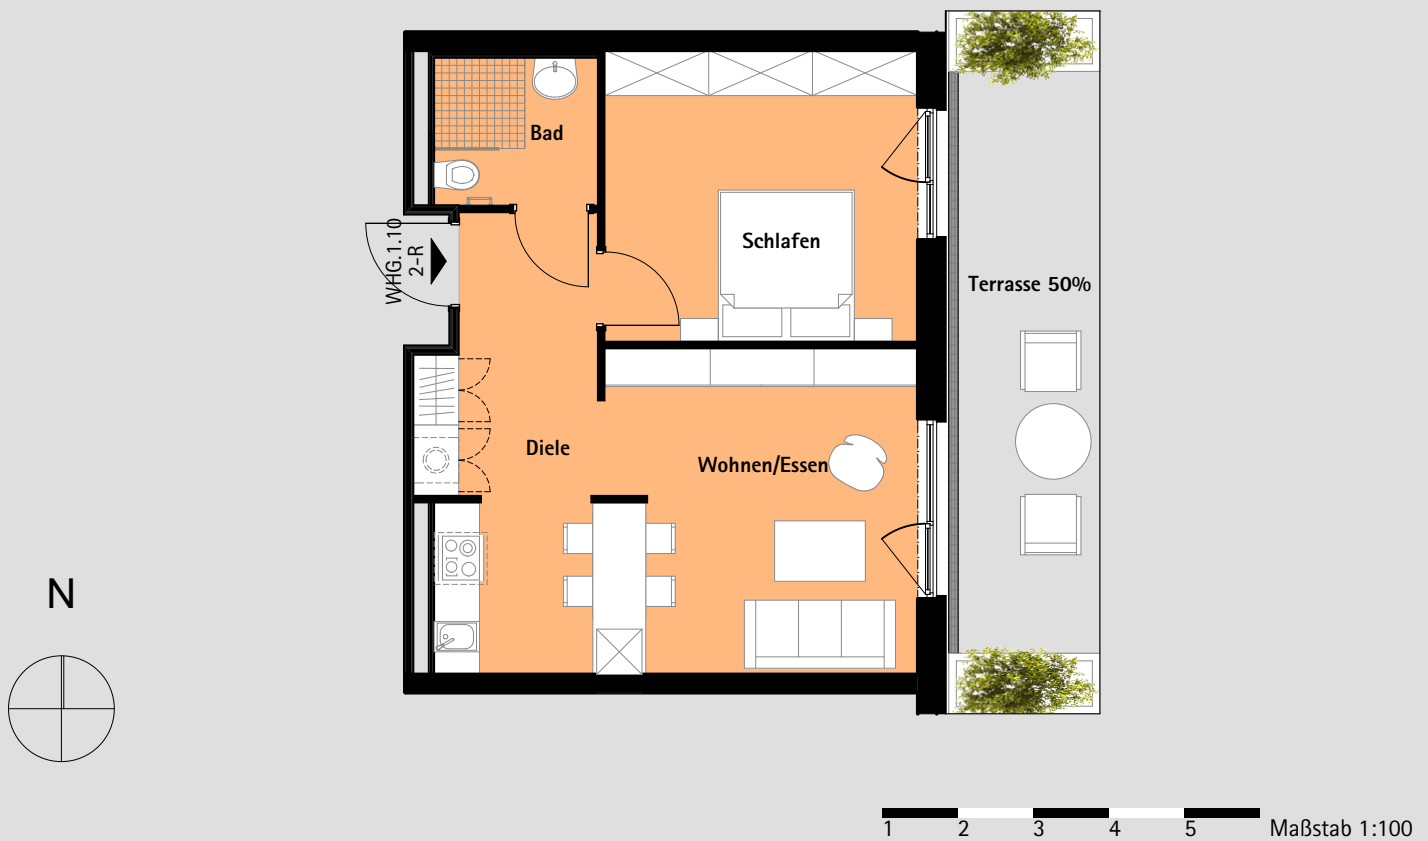 Bad
WHG.1.10
2-R
Schlafen
Terrasse 50%
Diele
Wohnen/Essen
N
1 2 3 4 5 Maßstab 1:100